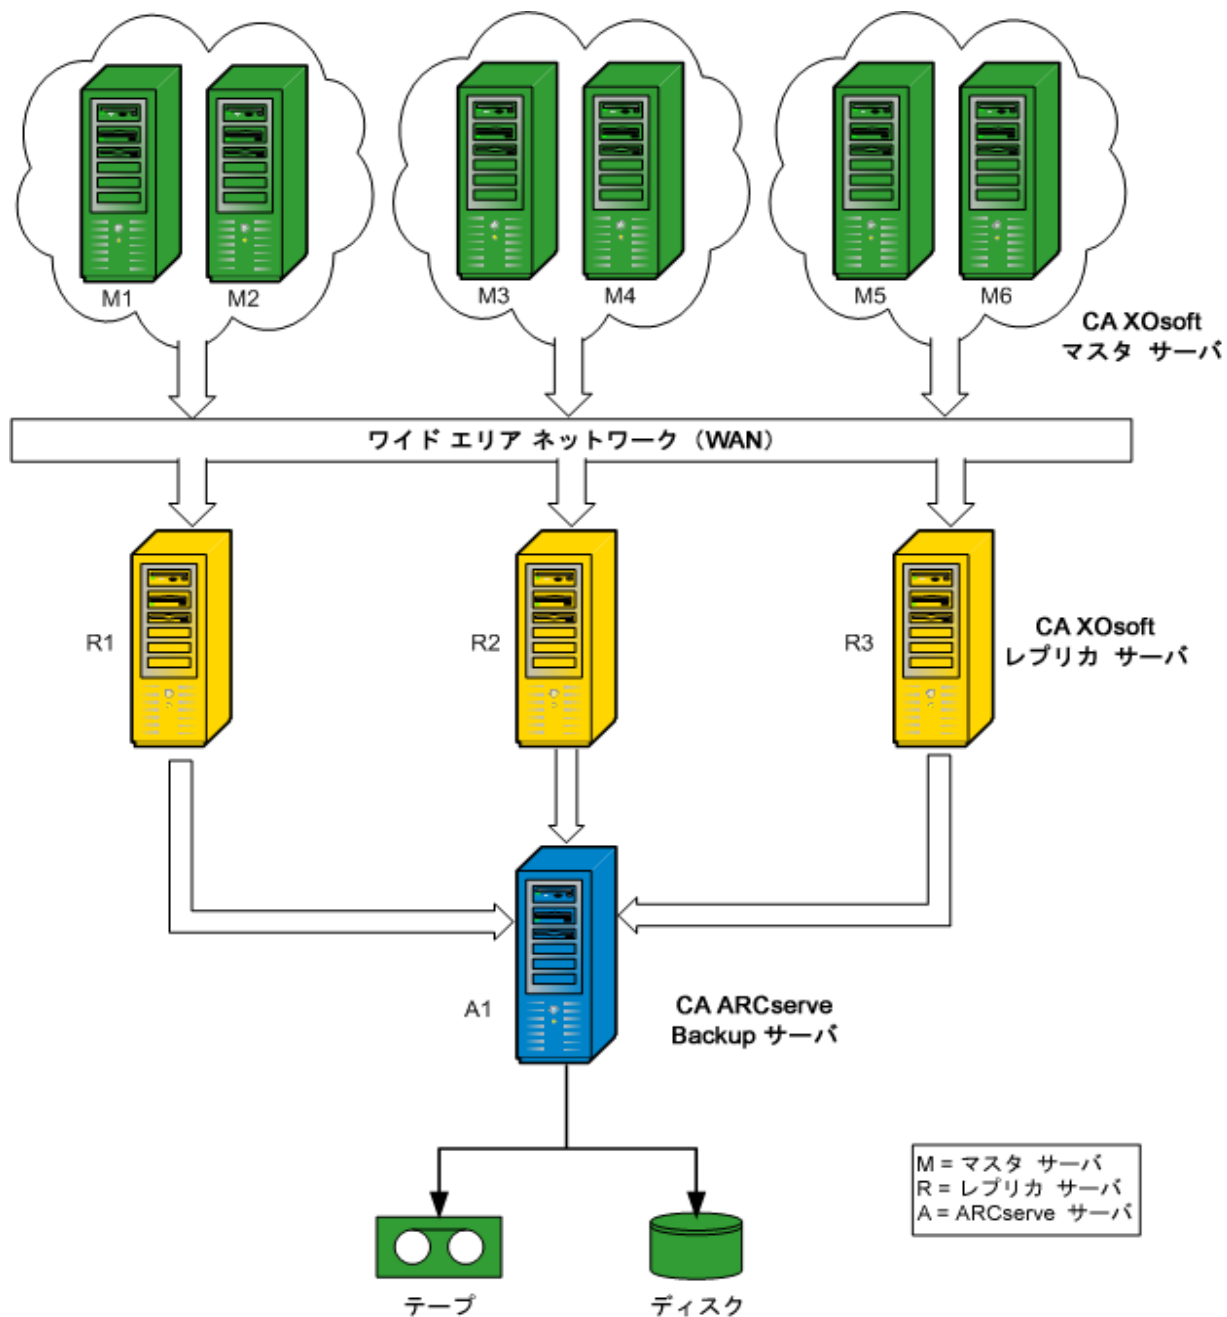 M1
M2
M3
M4
M5
M6
CA XOsoft
マスタ サーバ
ワイド エリア ネットワーク (WAN)
R1
R2
R3
CA XOsoft
レプリカ サーバ
A1
CA ARCserve
Backup サーバ
M = マスタ サーバ
R = レプリカ サーバ
A = ARCserve サーバ
テープ
ディスク